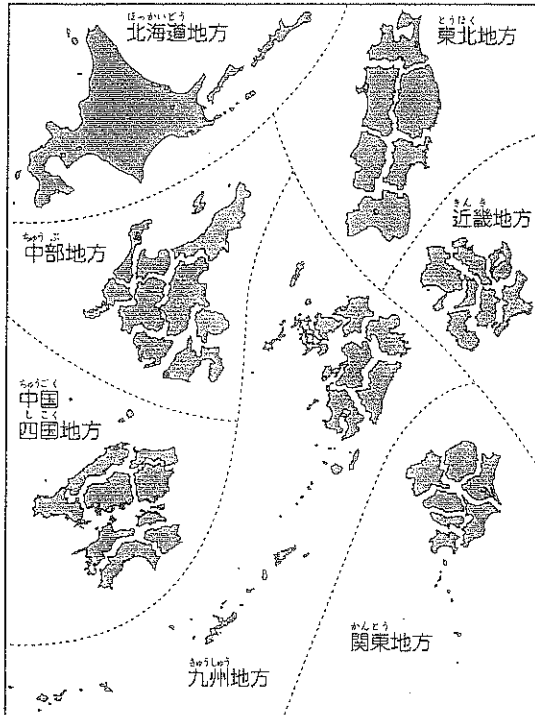 ほっかいどう
北海道地方
とうほく
東北地方
きんき
近畿地方
ちゅうぶ
中部地方
ちゅうごく
中国
しこく
四国地方
かんとう
関東地方
きゅうしゅう
九州地方